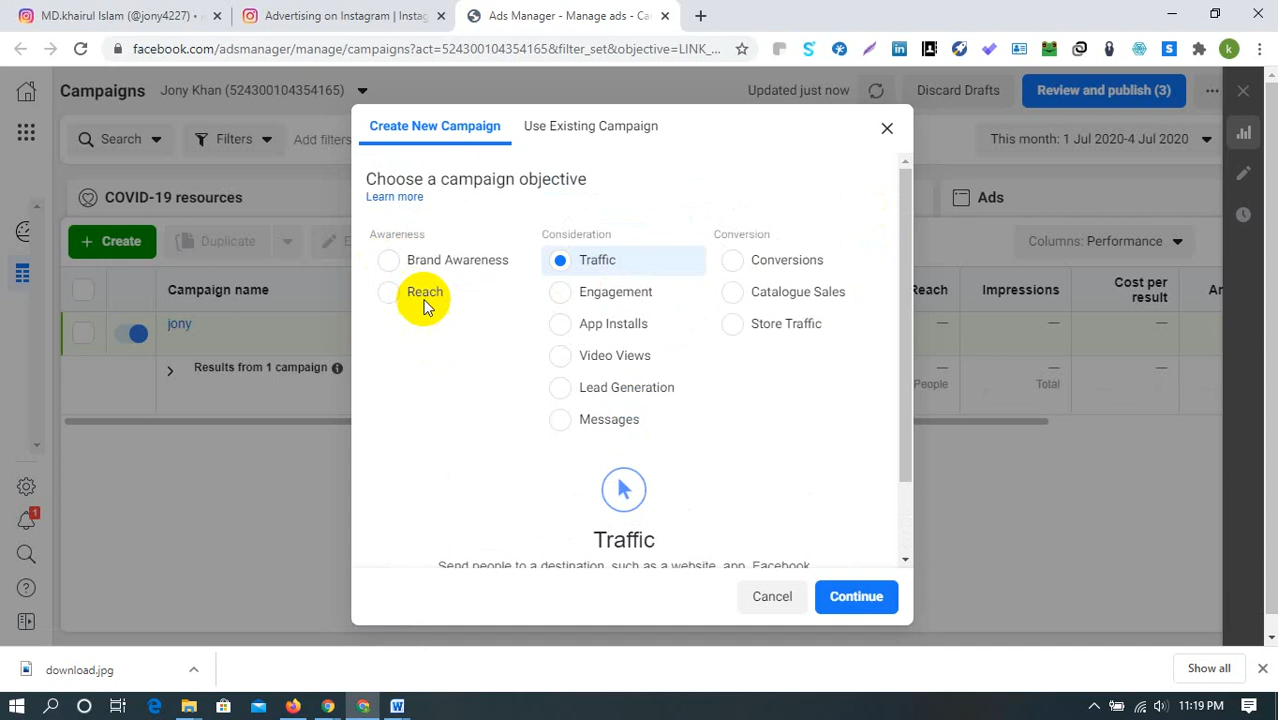 MD.khairul Islam (@jony4227) •
Advertising on Instagram | Instag
Ads Manager - Manage ads - Ca
facebook.com/adsmanager/manage/campaigns?act=524300104354165&filter_set&objective=LINK_...
k
Campaigns
Jony Khan (524300104354165)
Updated just now
Discard Drafts
Review and publish (3)
Search
Filters
Add filters
This month: 1 Jul 2020-4 Jul 2020
COVID-19 resources
Ads
+ Create
Duplicate
E
Columns: Performance
Campaign name
Reach
Impressions
Cost per
result
Ar
jony
—
—
—
—
Results from 1 campaign
—
—
—
—
People
Total
Create New Campaign
Use Existing Campaign
Choose a campaign objective
Learn more
Awareness
Brand Awareness
Reach
Consideration
Traffic
Engagement
App Installs
Video Views
Lead Generation
Messages
Conversion
Conversions
Catalogue Sales
Store Traffic
Traffic
Send people to a destination, such as a website, app, Facebook
Cancel
Continue
1
download.jpg
Show all
11:19 PM